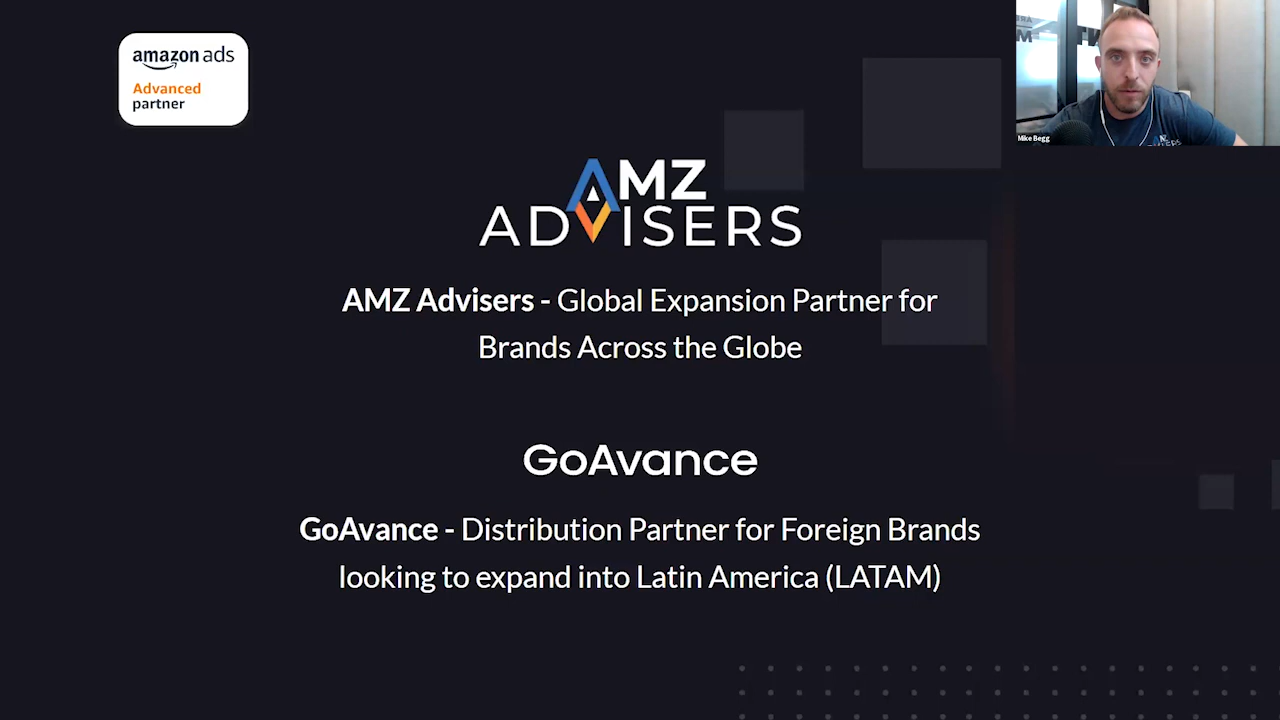 amazon ads
Advanced
partner
Mike Begg
AMZ
ADVISERS
AMZ Advisers - Global Expansion Partner for
Brands Across the Globe
GoAvance
GoAvance - Distribution Partner for Foreign Brands
looking to expand into Latin America (LATAM)